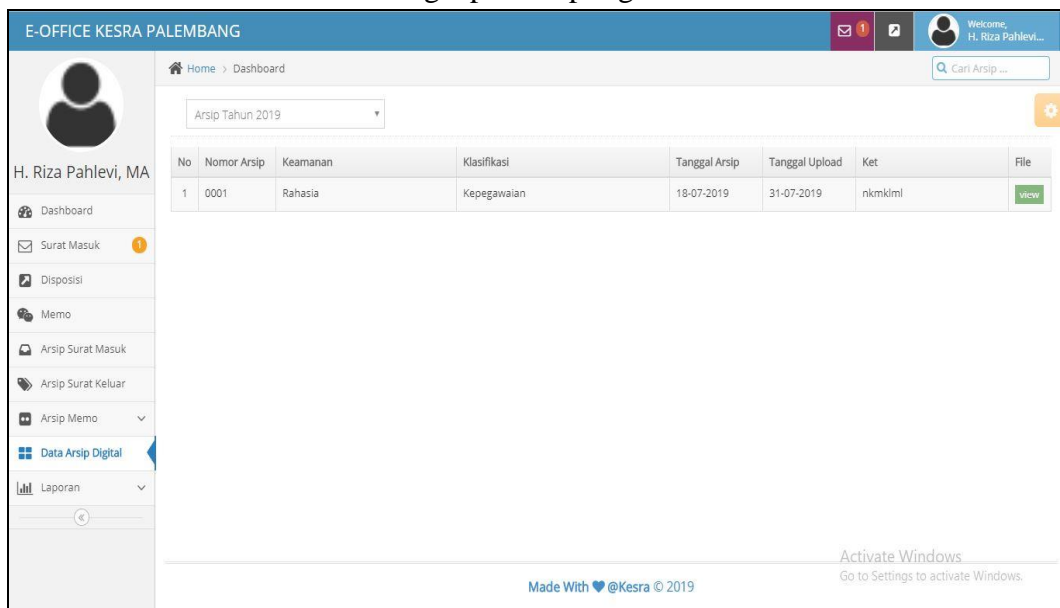 E-OFFICE KESRA PALEMBANG
1
Welcome,
H. Riza Pahlevi...
Home > Dashboard
Cari Arsip ...
H. Riza Pahlevi, MA
Dashboard
Surat Masuk 1
Disposisi
Memo
Arsip Surat Masuk
Arsip Surat Keluar
Arsip Memo
Data Arsip Digital
Laporan
Arsip Tahun 2019
No Nomor Arsip Keamanan Klasifikasi Tanggal Arsip Tanggal Upload Ket File
1 0001 Rahasia Kepegawaian 18-07-2019 31-07-2019 nkmklml view
Activate Windows
Go to Settings to activate Windows.
Made With @Kesra © 2019